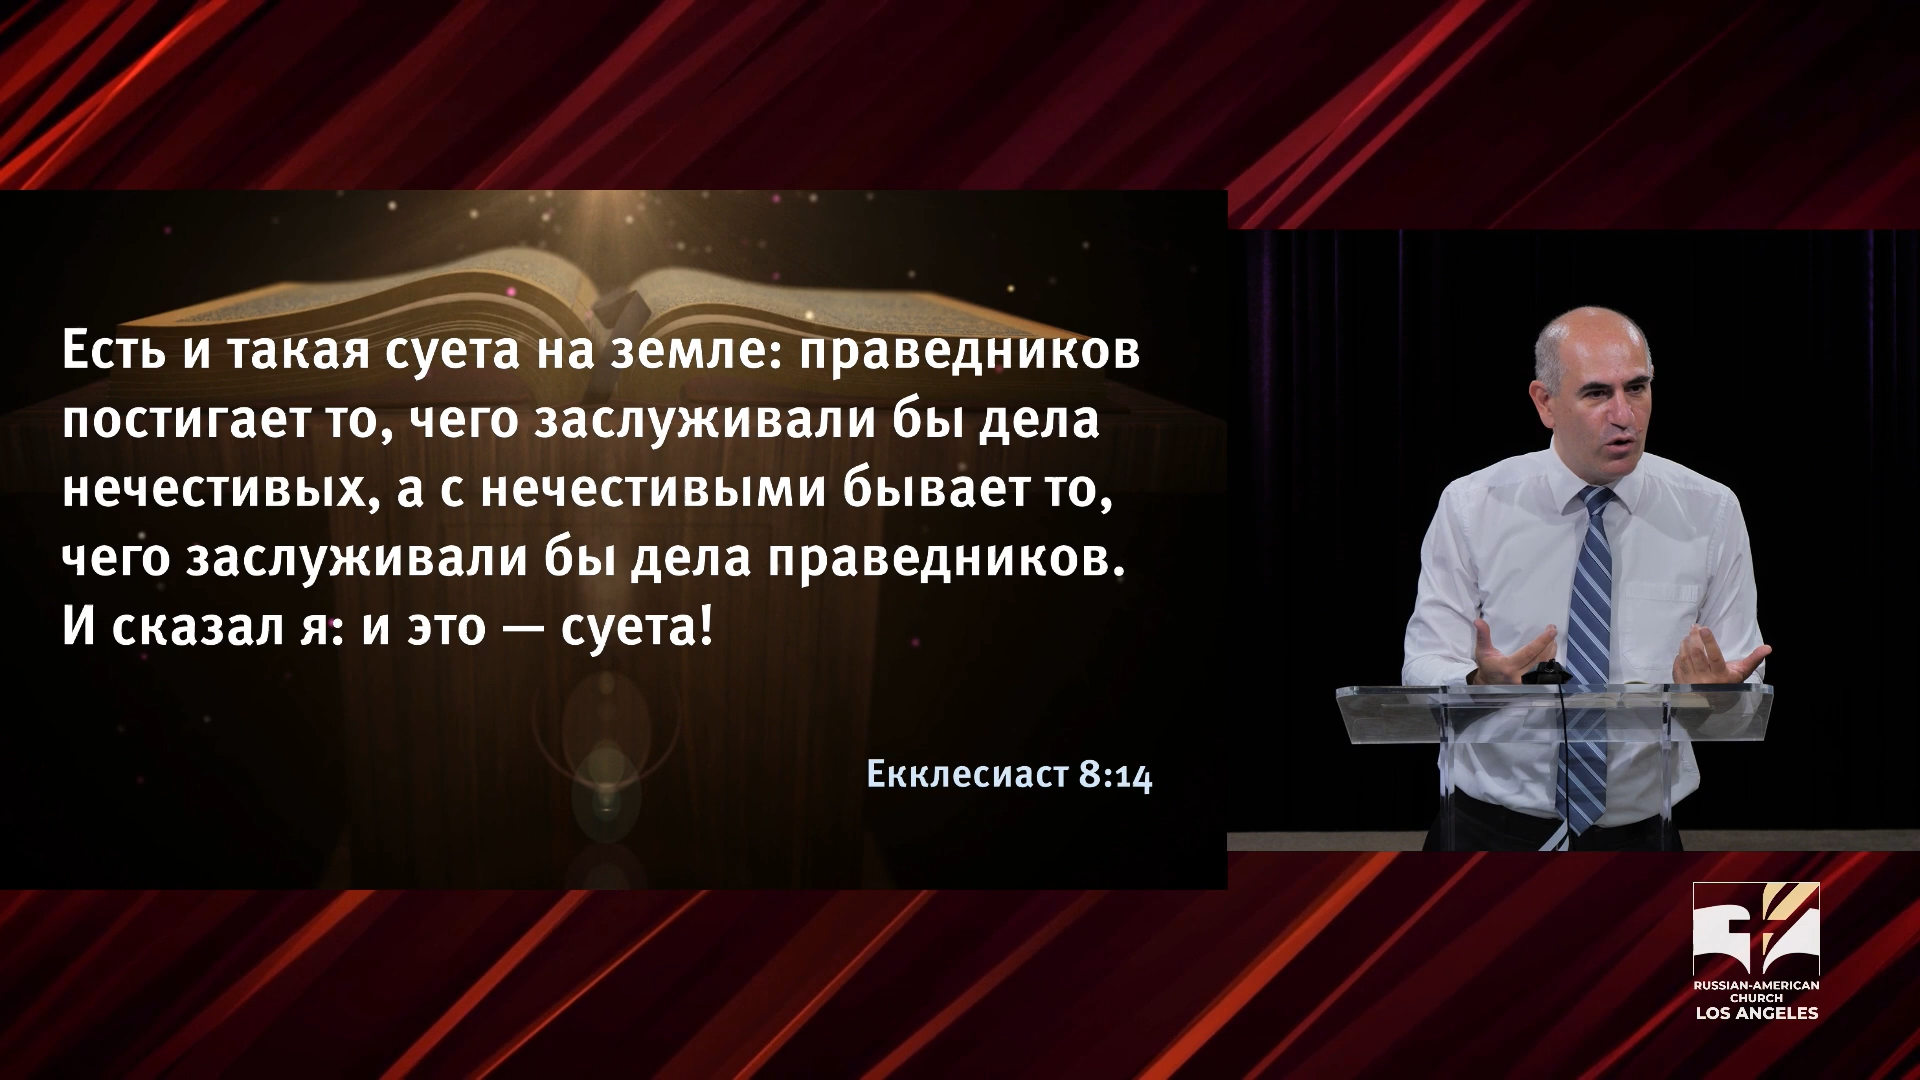 Есть и такая суета на земле: праведников
постигает то, чего заслуживали бы дела
нечестивых, а с нечестивыми бывает то,
чего заслуживали бы дела праведников.
И сказал я: и это — суета!
Екклесиаст 8:14
RUSSIAN-AMERICAN
CHURCH
LOS ANGELES